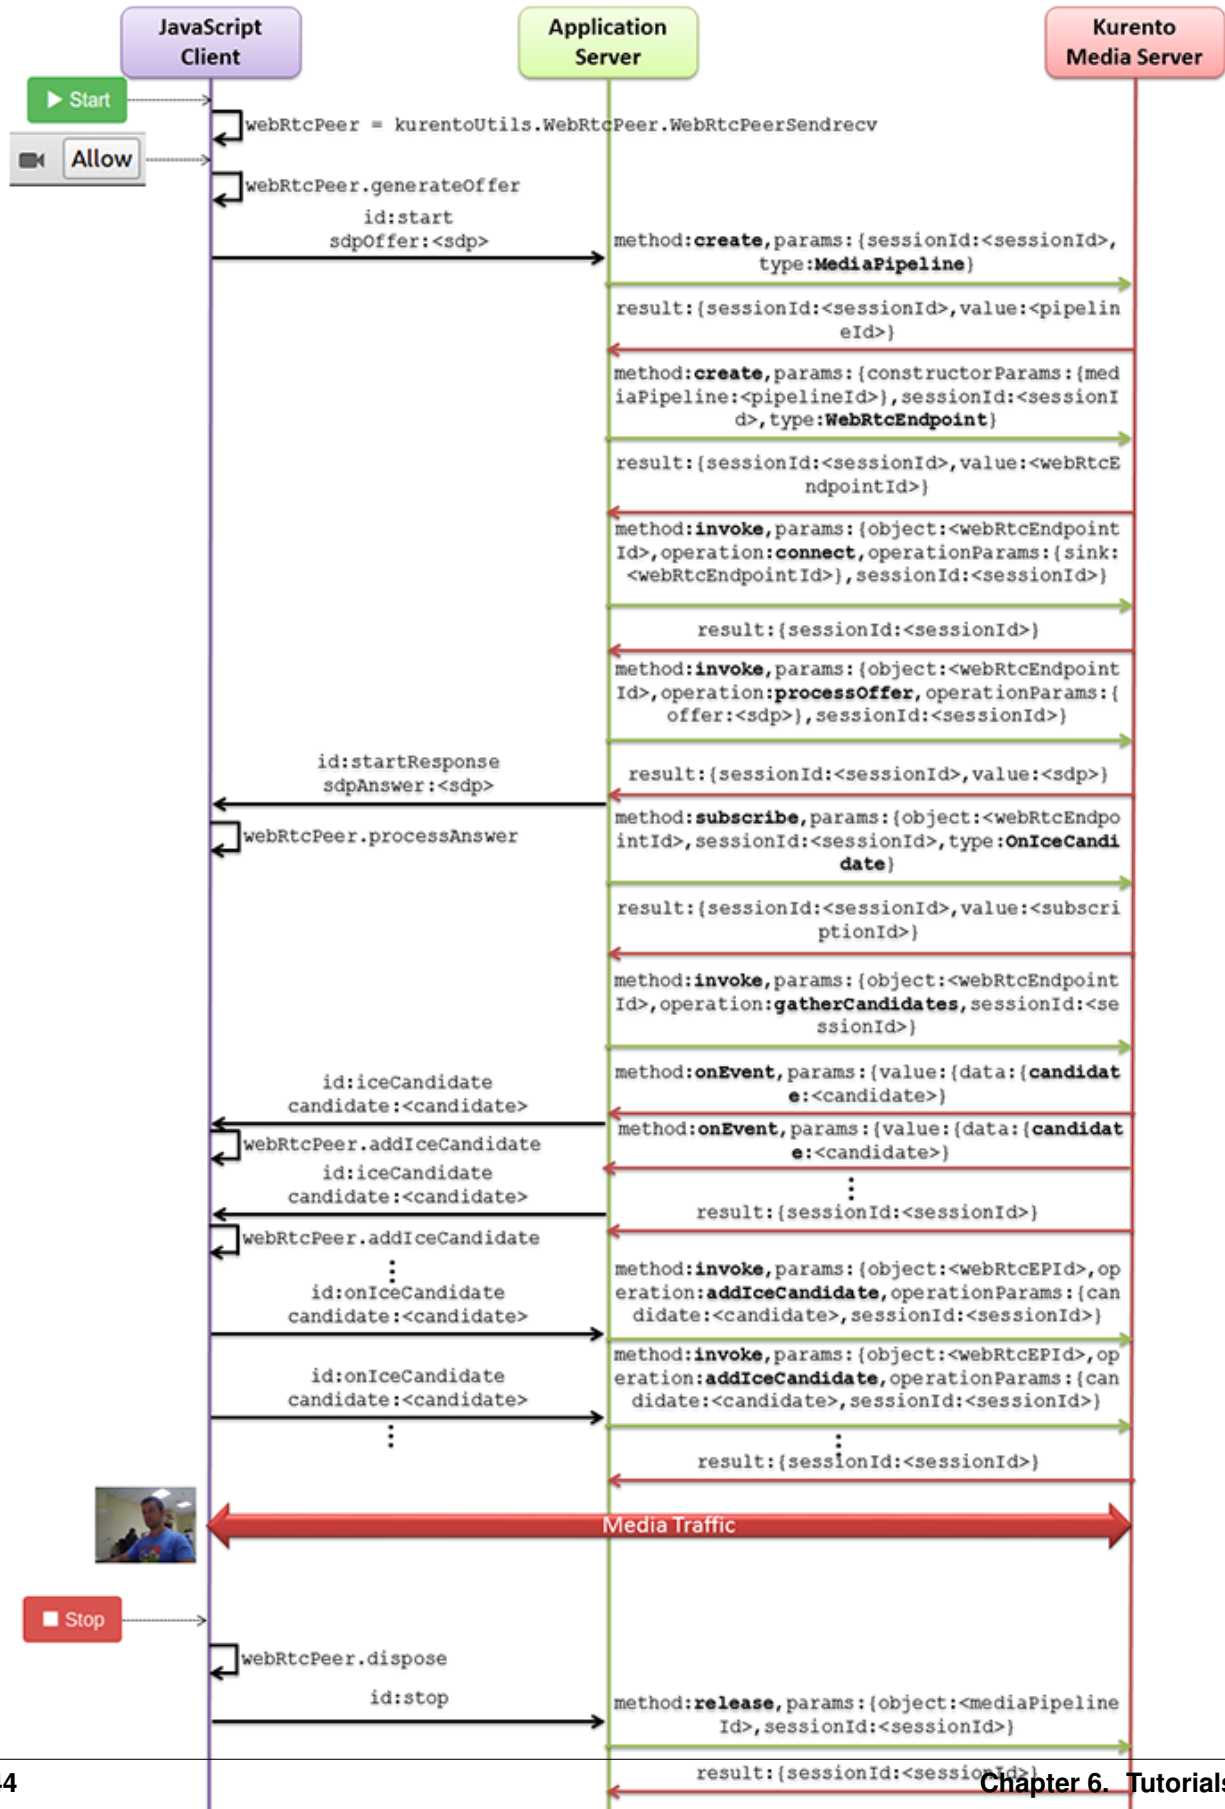 JavaScript
Client
Application
Server
Kurento
Media Server
Start
webRtcPeer = kurentoUtils.WebRtcPeer.WebRtcPeerSendrecv
Allow
webRtcPeer.generateOffer
id:start
sdpOffer:<sdp>
method:create,params:{sessionId:<sessionId>,
type:MediaPipeline}
result:{sessionId:<sessionId>,value:<pipelin
eId>}
method:create,params:{constructorParams:{med
iaPipeline:<pipelineId>},sessionId:<sessionI
d>,type:WebRtcEndpoint}
result:{sessionId:<sessionId>,value:<webRtcE
ndpointId>}
method:invoke,params:{object:<webRtcEndpoint
Id>,operation:connect,operationParams:{sink:
<webRtcEndpointId>},sessionId:<sessionId>}
result:{sessionId:<sessionId>}
method:invoke,params:{object:<webRtcEndpoint
Id>,operation:processOffer,operationParams:{
offer:<sdp>},sessionId:<sessionId>}
result:{sessionId:<sessionId>,value:<sdp>}
id:startResponse
sdpAnswer:<sdp>
webRtcPeer.processAnswer
method:subscribe,params:{object:<webRtcEndpo
intId>,sessionId:<sessionId>,type:OnIceCandi
date}
result:{sessionId:<sessionId>,value:<subscri
ptionId>}
method:invoke,params:{object:<webRtcEndpoint
Id>,operation:gatherCandidates,sessionId:<se
ssionId>}
method:onEvent,params:{value:{data:{candidat
e:<candidate>}
id:iceCandidate
candidate:<candidate>
webRtcPeer.addIceCandidate
method:onEvent,params:{value:{data:{candidat
e:<candidate>}
id:iceCandidate
candidate:<candidate>
result:{sessionId:<sessionId>}
webRtcPeer.addIceCandidate
id:onIceCandidate
candidate:<candidate>
method:invoke,params:{object:<webRtcEPId>,op
eration:addIceCandidate,operationParams:{can
didate:<candidate>,sessionId:<sessionId>}
id:onIceCandidate
candidate:<candidate>
method:invoke,params:{object:<webRtcEPId>,op
eration:addIceCandidate,operationParams:{can
didate:<candidate>,sessionId:<sessionId>}
result:{sessionId:<sessionId>}
Media Traffic
Stop
webRtcPeer.dispose
id:stop
method:release,params:{object:<mediaPipeline
Id>,sessionId:<sessionId>}
result:{sessionId:<sessionId>}
44 Chapter 6. Tutorials